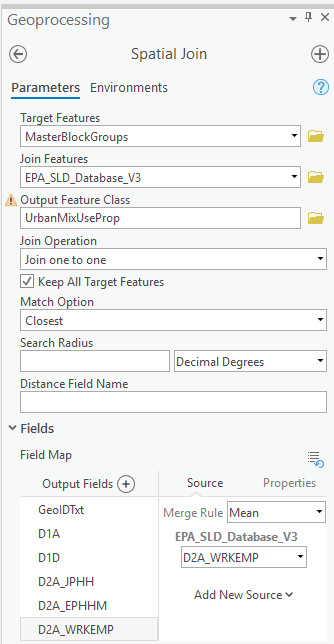 Geoprocessing
Spatial Join
Parameters Environments
Target Features
MasterBlockGroups
Join Features
EPA_SLD_Database_V3
Output Feature Class
UrbanMixUseProp
Join Operation
Join one to one
Keep All Target Features
Match Option
Closest
Search Radius
Decimal Degrees
Distance Field Name
Fields
Field Map
Output Fields
Source Properties
GeoIDTxt
D1A
D1D
D2A_JPHH
D2A_EPHHM
D2A_WRKEMP
Merge Rule Mean
EPA_SLD_Database_V3
D2A_WRKEMP
Add New Source